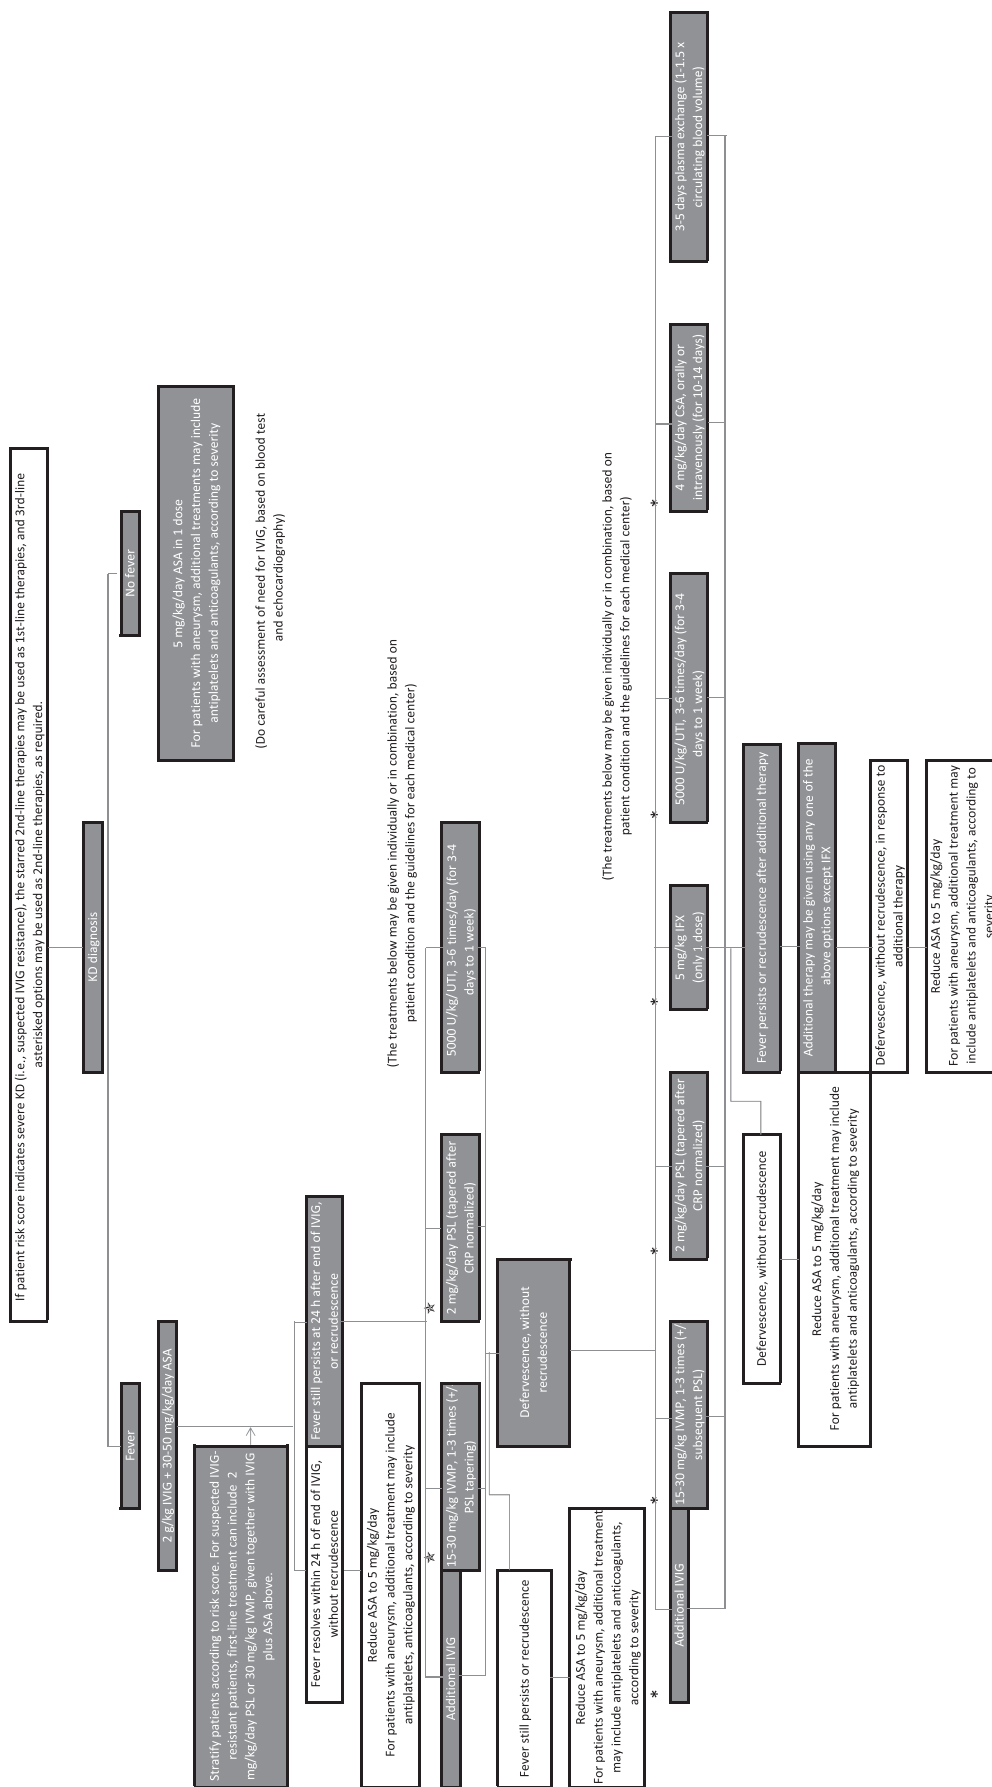 If patient risk score indicates severe KD (i.e., suspected IVIG resistance), the starred 2nd-line therapies may be used as 1st-line therapies, and 3rd-line
asterisked options may be used as 2nd-line therapies, as required.
KD diagnosis
Fever
No fever
2 g/kg IVIG + 30-50 mg/kg/day ASA
5 mg/kg/day ASA in 1 dose
For patients with aneurysm, additional treatments may include
antiplatelets and anticoagulants, according to severity
Stratify patients according to risk score. For suspected IVIG-
resistant patients, first-line treatment can include 2
mg/kg/day PSL or 30 mg/kg IVMP, given together with IVIG
plus ASA above.
(Do careful assessment of need for IVIG, based on blood test
and echocardiography)
Fever resolves within 24 h of end of IVIG,
without recrudescence
Fever still persists at 24 h after end of IVIG,
or recrudescence
Reduce ASA to 5 mg/kg/day
For patients with aneurysm, additional treatment may include
antiplatelets, anticoagulants, according to severity
(The treatments below may be given individually or in combination, based on
patient condition and the guidelines for each medical center)
Additional IVIG
☆
15-30 mg/kg IVMP, 1-3 times (+/
PSL tapering)
☆
2 mg/kg/day PSL (tapered after
CRP normalized)
5000 U/kg/ UTI, 3-6 times/day (for 3-4
days to 1 week)
Fever still persists or recrudescence
Defervescence, without
recrudescence
Reduce ASA to 5 mg/kg/day
For patients with aneurysm, additional treatment
may include antiplatelets and anticoagulants,
according to severity
(The treatments below may be given individually or in combination, based on
patient condition and the guidelines for each medical center)
*
Additional IVIG
*
15-30 mg/kg IVMP, 1-3 times (+/
subsequent PSL)
*
2 mg/kg/day PSL (tapered after
CRP normalized)
*
5 mg/kg IFX
(only 1 dose)
*
5000 U/kg/UTI, 3-6 times/day (for 3-4
days to 1 week)
*
4 mg/kg/day CsA, orally or
intravenously (for 10-14 days)
3-5 days plasma exchange (1-1.5 x
circulating blood volume)
Defervescence, without recrudescence
Fever persists or recrudescence after additional therapy
Reduce ASA to 5 mg/kg/day
For patients with aneurysm, additional treatment may include
antiplatelets and anticoagulants, according to severity
Additional therapy may be given using any one of the
above options except IFX
Defervescence, without recrudescence, in response to
additional therapy
Reduce ASA to 5 mg/kg/day
For patients with aneurysm, additional treatment may
include antiplatelets and anticoagulants, according to
severity